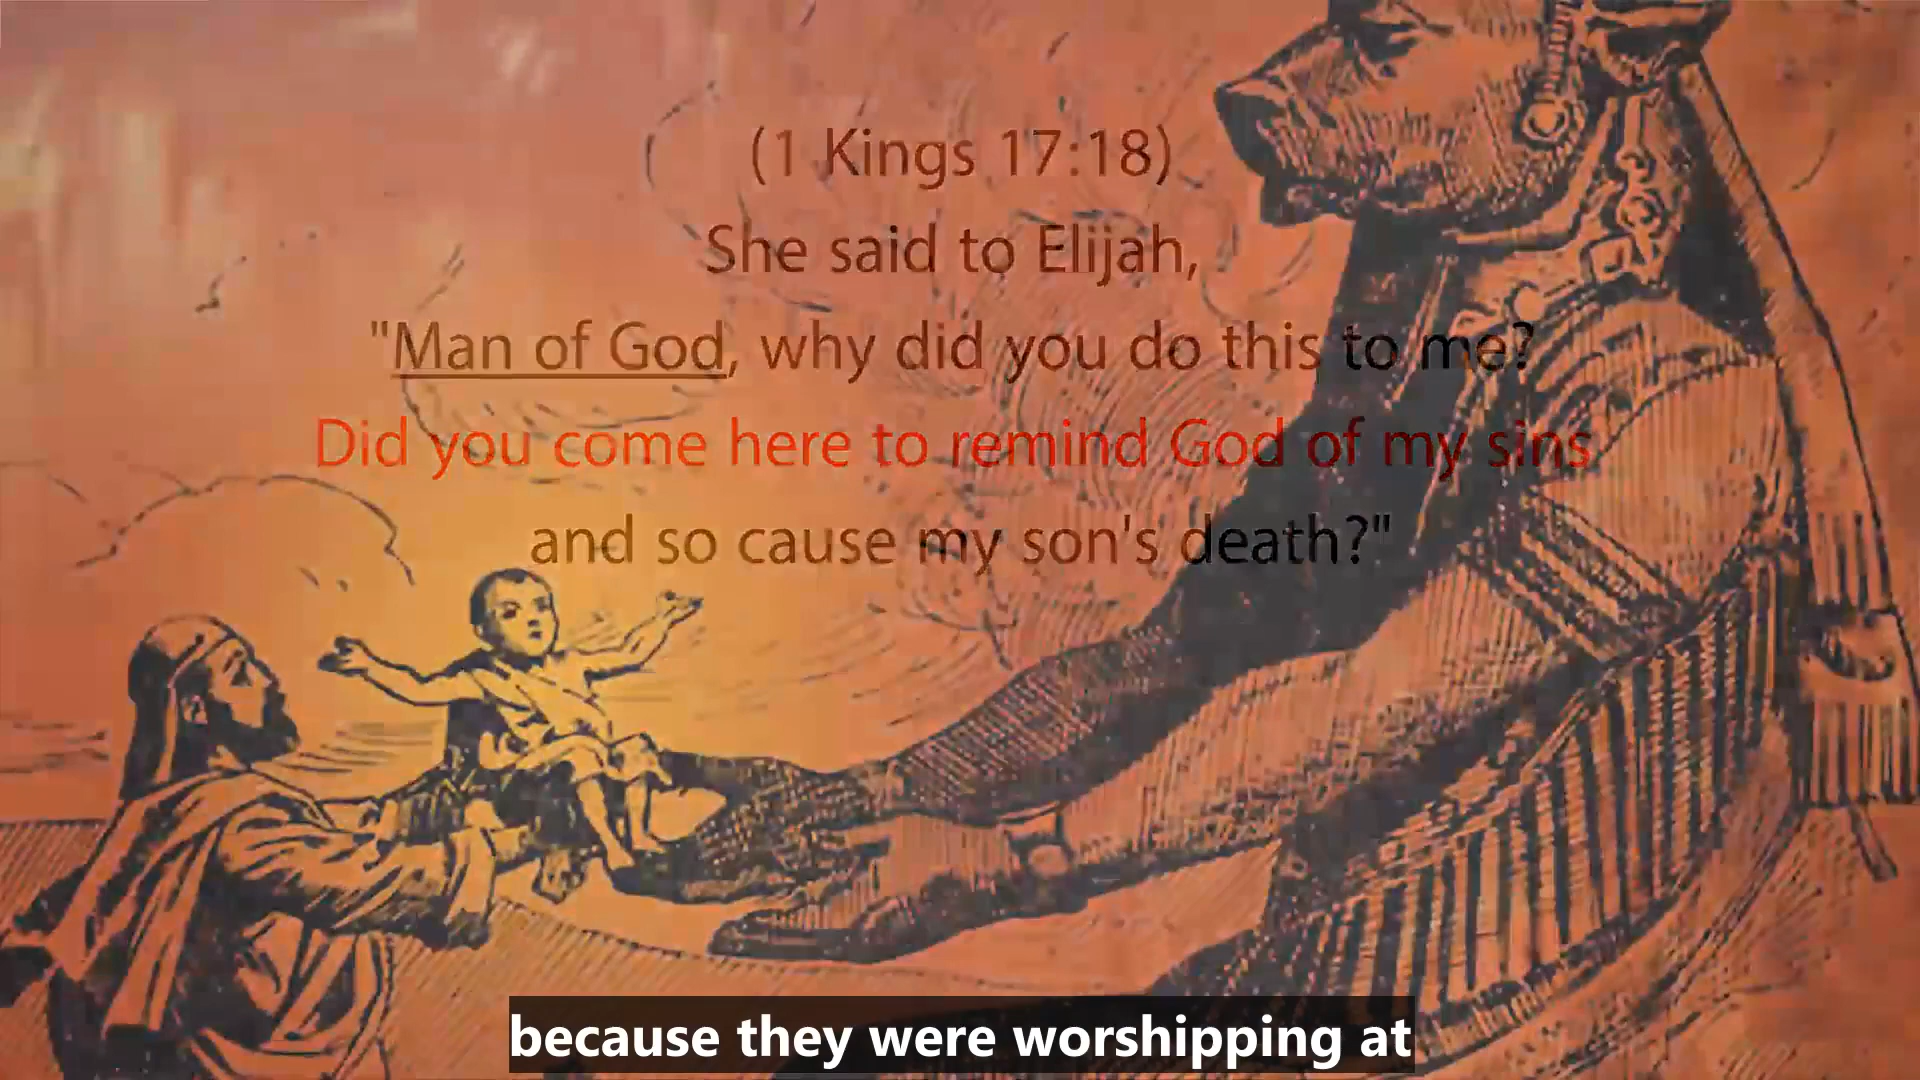 (1 Kings 17:18)
She said to Elijah,
"Man of God, why did you do this to me?
Did you come here to remind God of my sins
and so cause my son's death?"
because they were worshipping at